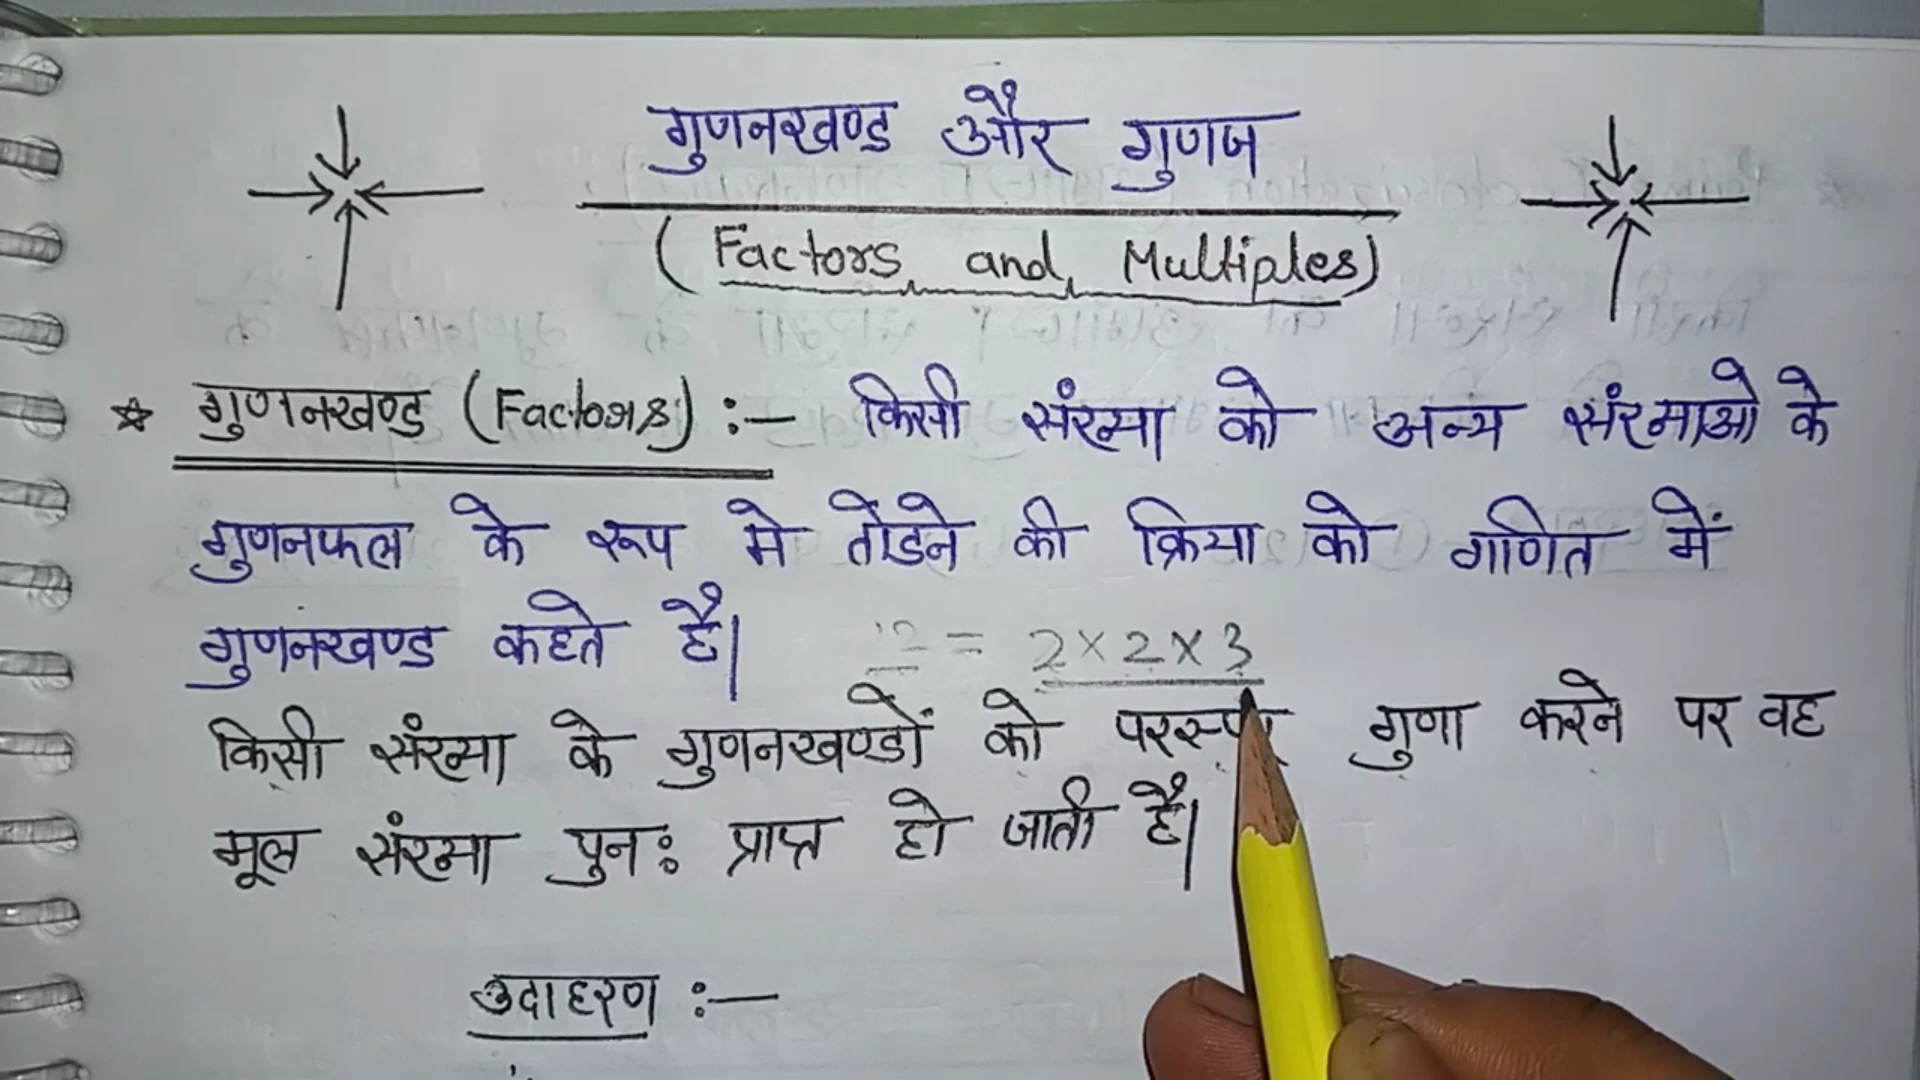 गुणनखण्ड और गुणज
(Factors and Multiples)
☆ गुणनखण्ड (Factors) :— किसी संख्या को अन्य संख्याओ के
गुणनफल के रूप मे तोडने की क्रिया को गणित में
गुणनखण्ड कहते है।
12 = 2×2×3
किसी संख्या के गुणनखण्डों को परस्पर गुणा करने पर वह
मूल संख्या पुनः प्राप्त हो जाती है।
उदाहरण :—